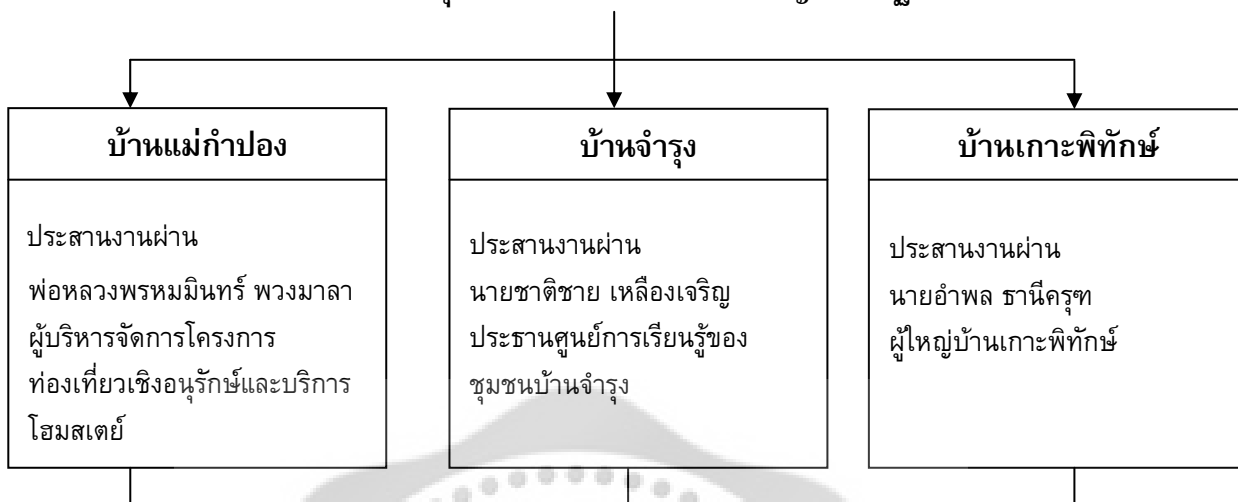 บ้านแม่กำปอง
ประสานงานผ่าน
พ่อหลวงพรหมมินทร์ พวงมาลา
ผู้บริหารจัดการโครงการ
ท่องเที่ยวเชิงอนุรักษ์และบริการ
โฮมสเตย์
บ้านจำรุง
ประสานงานผ่าน
นายชาติชาย เหลืองเจริญ
ประธานศูนย์การเรียนรู้ของ
ชุมชนบ้านจำรุง
บ้านเกาะพิทักษ์
ประสานงานผ่าน
นายอำพล ธานีครุฑ
ผู้ใหญ่บ้านเกาะพิทักษ์